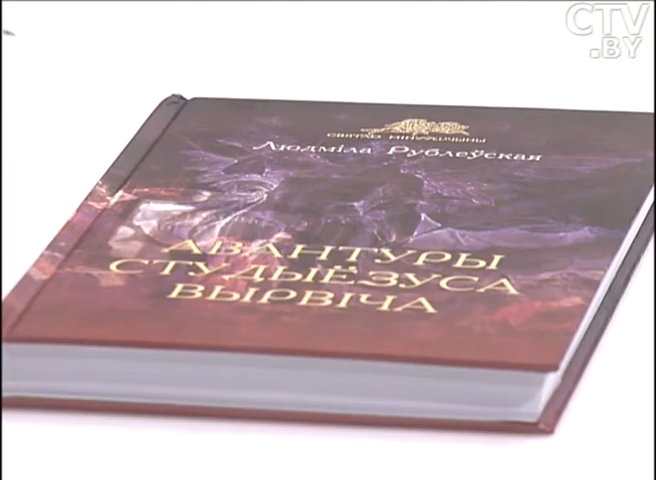 CTV
.BY
Людміла Рублеўская
АВАНТУРЫ
СТУДЫЁЗУСА
ВЫРВІЧА